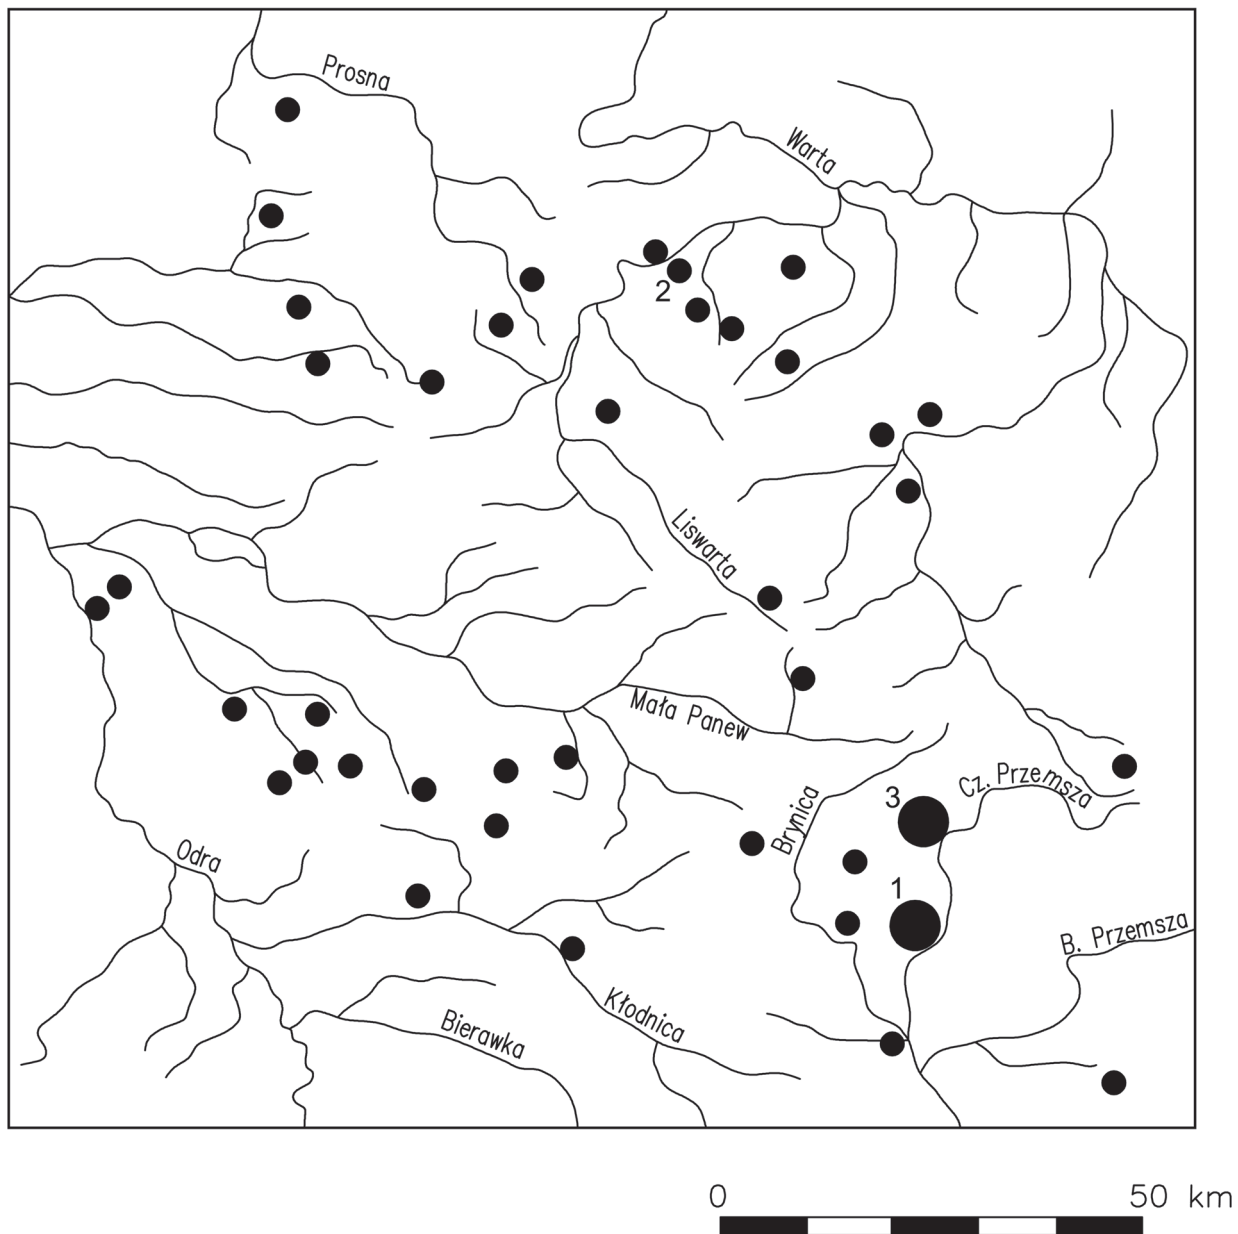 Prosna
Warta
2
Liswarta
Mała Panew
Cz. Przemsza
3
Brynica
Odra
1
B. Przemsza
Kłodnica
Bierawka
0 50 km